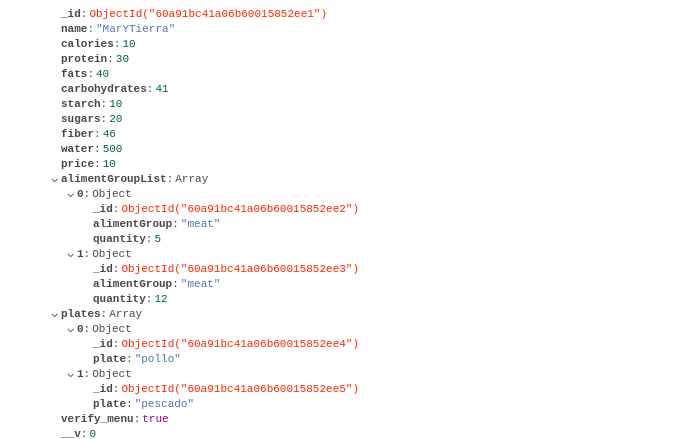 _id: ObjectId("60a91bc41a06b60015852ee1")
name: "MarYTierra"
calories: 10
protein: 30
fats: 40
carbohydrates: 41
starch: 10
sugars: 20
fiber: 46
water: 500
price: 10
alimentGroupList: Array
0: Object
_id: ObjectId("60a91bc41a06b60015852ee2")
alimentGroup: "meat"
quantity: 5
1: Object
_id: ObjectId("60a91bc41a06b60015852ee3")
alimentGroup: "meat"
quantity: 12
plates: Array
0: Object
_id: ObjectId("60a91bc41a06b60015852ee4")
plate: "pollo"
1: Object
_id: ObjectId("60a91bc41a06b60015852ee5")
plate: "pescado"
verify_menu: true
__v: 0